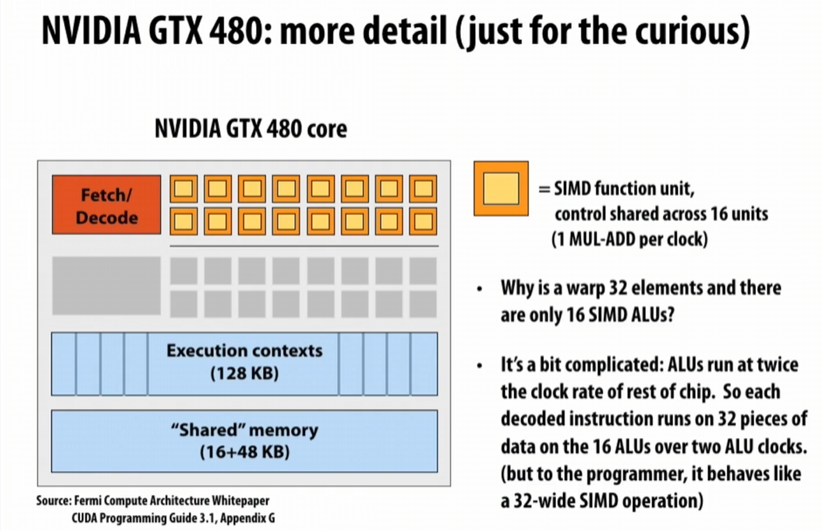 NVIDIA GTX 480: more detail (just for the curious)
NVIDIA GTX 480 core
Fetch/
Decode
Execution contexts
(128 KB)
“Shared” memory
(16+48 KB)
Source: Fermi Compute Architecture Whitepaper
CUDA Programming Guide 3.1, Appendix G
= SIMD function unit,
control shared across 16 units
(1 MUL-ADD per clock)
• Why is a warp 32 elements and there
are only 16 SIMD ALUs?
• It’s a bit complicated: ALUs run at twice
the clock rate of rest of chip. So each
decoded instruction runs on 32 pieces of
data on the 16 ALUs over two ALU clocks.
(but to the programmer, it behaves like
a 32-wide SIMD operation)